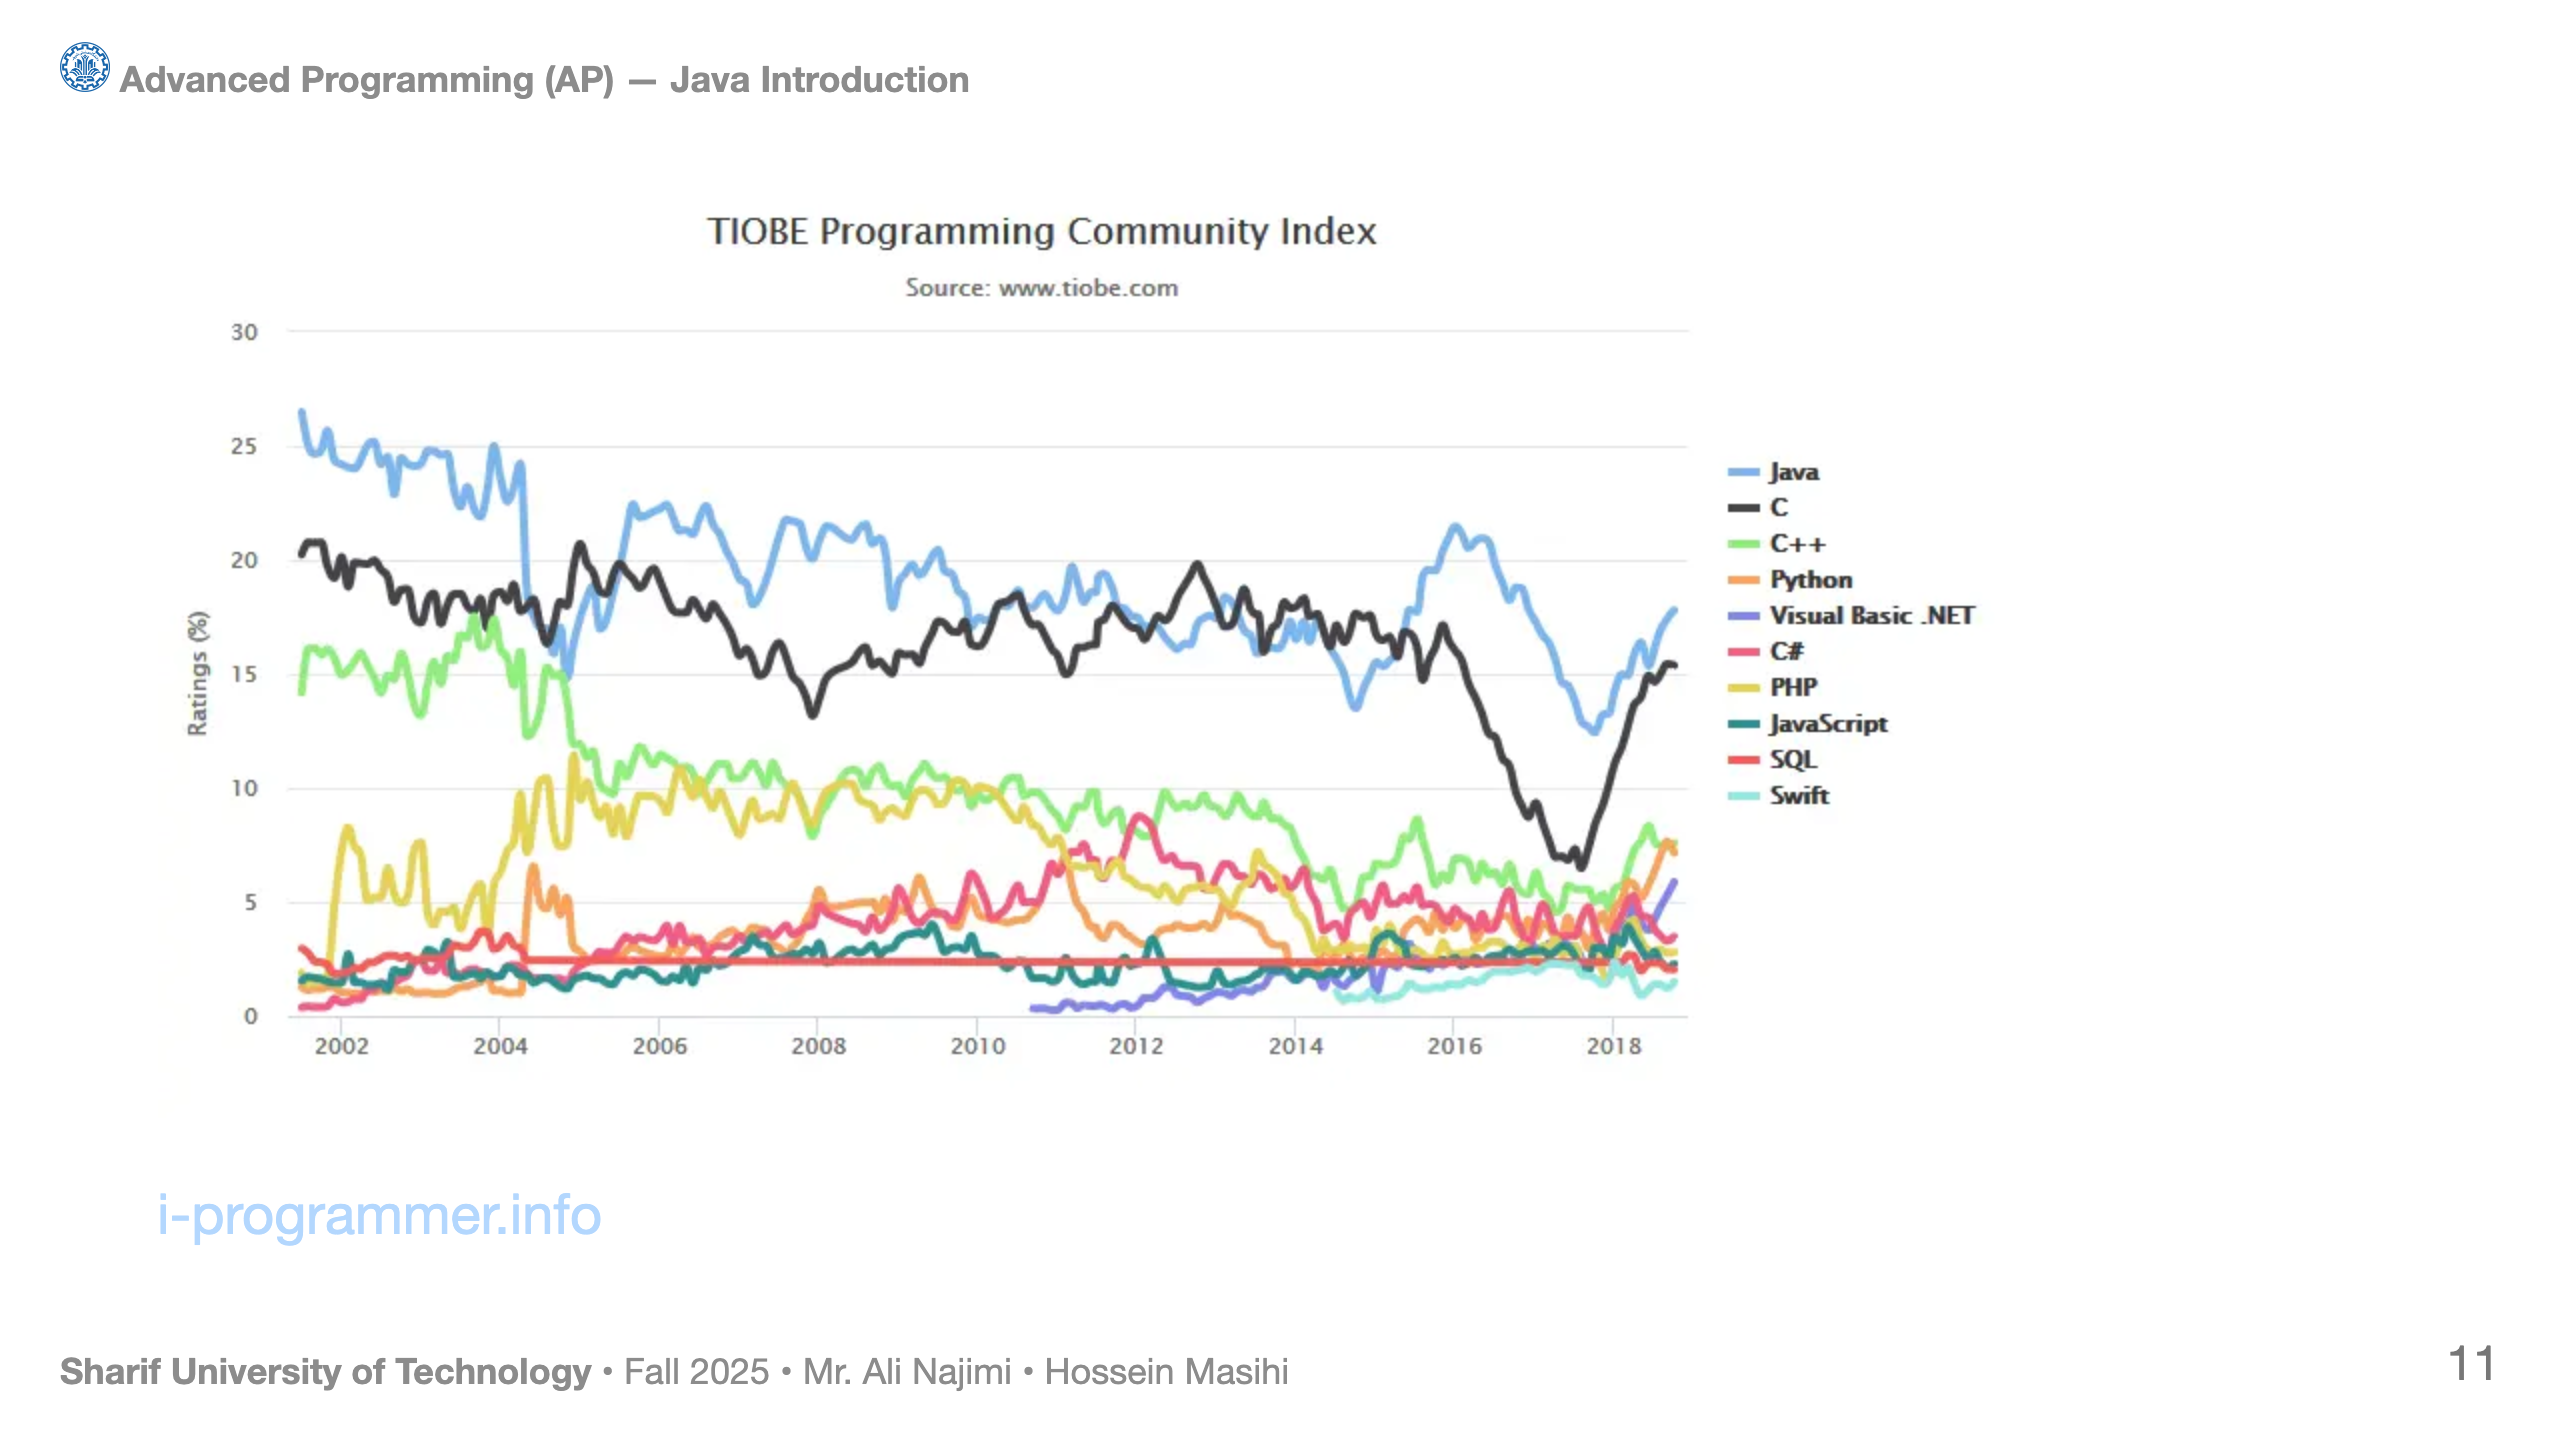 Advanced Programming (AP) — Java Introduction
TIOBE Programming Community Index
Source: www.tiobe.com
Ratings (%)
30
25
20
15
10
5
0
2002 2004 2006 2008 2010 2012 2014 2016 2018
Java
C
C++
Python
Visual Basic .NET
C#
PHP
JavaScript
SQL
Swift
i-programmer.info
Sharif University of Technology • Fall 2025 • Mr. Ali Najimi • Hossein Masihi
11